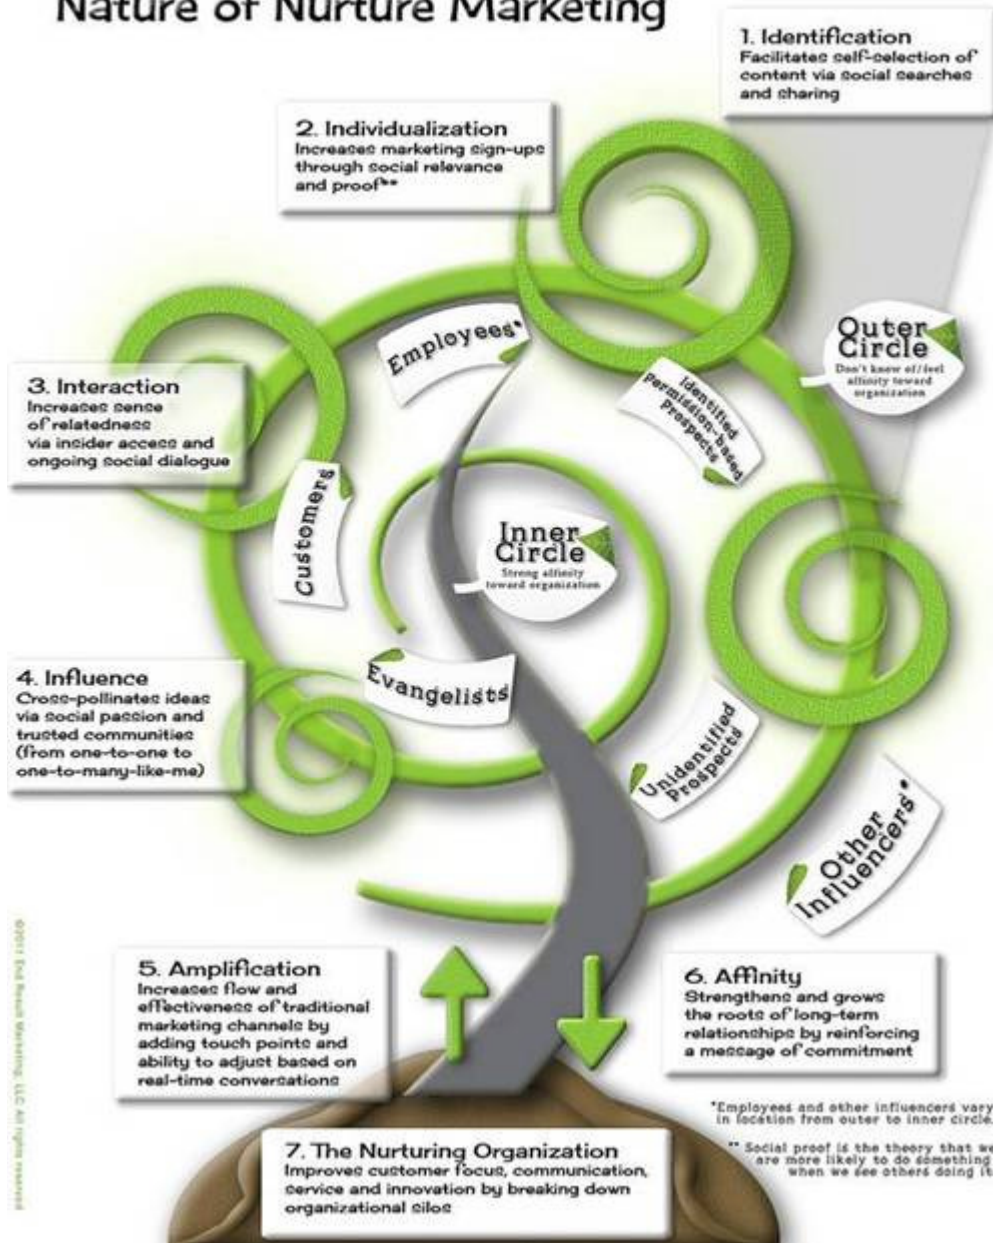 Nature of Nurture Marketing
1. Identification
Facilitates self-selection of
content via social searches
and sharing
2. Individualization
Increases marketing sign-ups
through social relevance
and proof**
Employees*
Outer
Circle
Don't know of/feel
affinity toward
organization
Identified
permission-based
prospects
3. Interaction
Increases sense
of relatedness
via insider access and
ongoing social dialogue
Customers
Inner
Circle
Strong affinity
toward organization
4. Influence
Cross-pollinates ideas
via social passion and
trusted communities
(from one-to-one to
one-to-many-like-me)
Evangelists
Unidentified
Prospects
Other
Influencers*
5. Amplification
Increases flow and
effectiveness of traditional
marketing channels by
adding touch points and
ability to adjust based on
real-time conversations
6. Affinity
Strengthens and grows
the roots of long-term
relationships by reinforcing
a message of commitment
7. The Nurturing Organization
Improves customer focus, communication,
service and innovation by breaking down
organizational silos
*Employees and other influencers vary
in location from outer to inner circle.
** Social proof is the theory that we
are more likely to do something
when we see others doing it
©2011 End Result Marketing, LLC All rights reserved